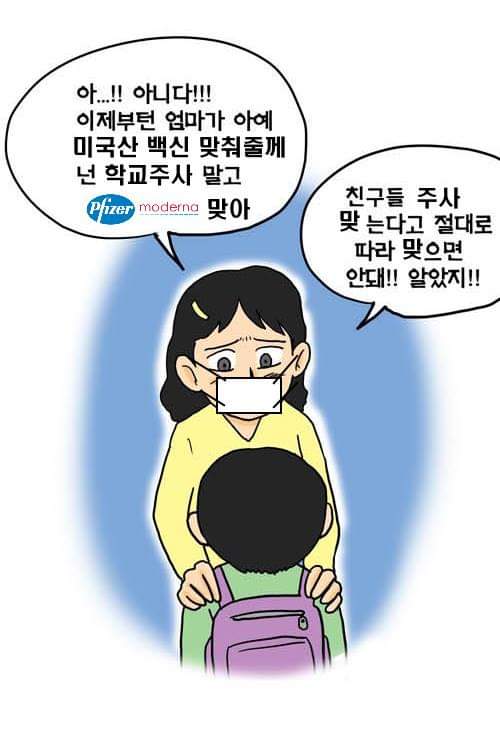 아...!! 아니다!!!
이제부턴 엄마가 아예
미국산 백신 맞춰줄께
넌 학교주사 말고
Pfizer moderna 맞아
친구들 주사
맞 는다고 절대로
따라 맞으면
안돼!! 알았지!!